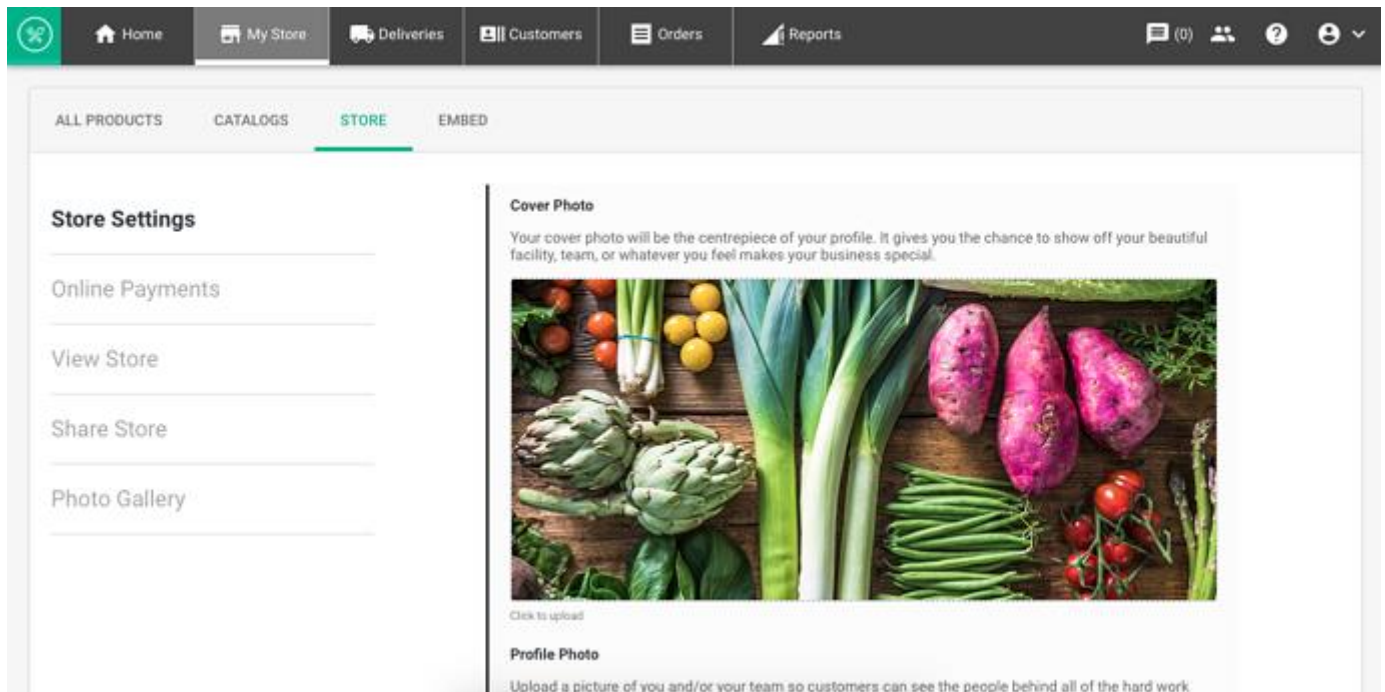 Home
My Store
Deliveries
Customers
Orders
Reports
(0)
ALL PRODUCTS
CATALOGS
STORE
EMBED
Store Settings
Online Payments
View Store
Share Store
Photo Gallery
Cover Photo
Your cover photo will be the centrepiece of your profile. It gives you the chance to show off your beautiful
facility, team, or whatever you feel makes your business special.
Click to upload
Profile Photo
Upload a picture of you and/or your team so customers can see the people behind all of the hard work